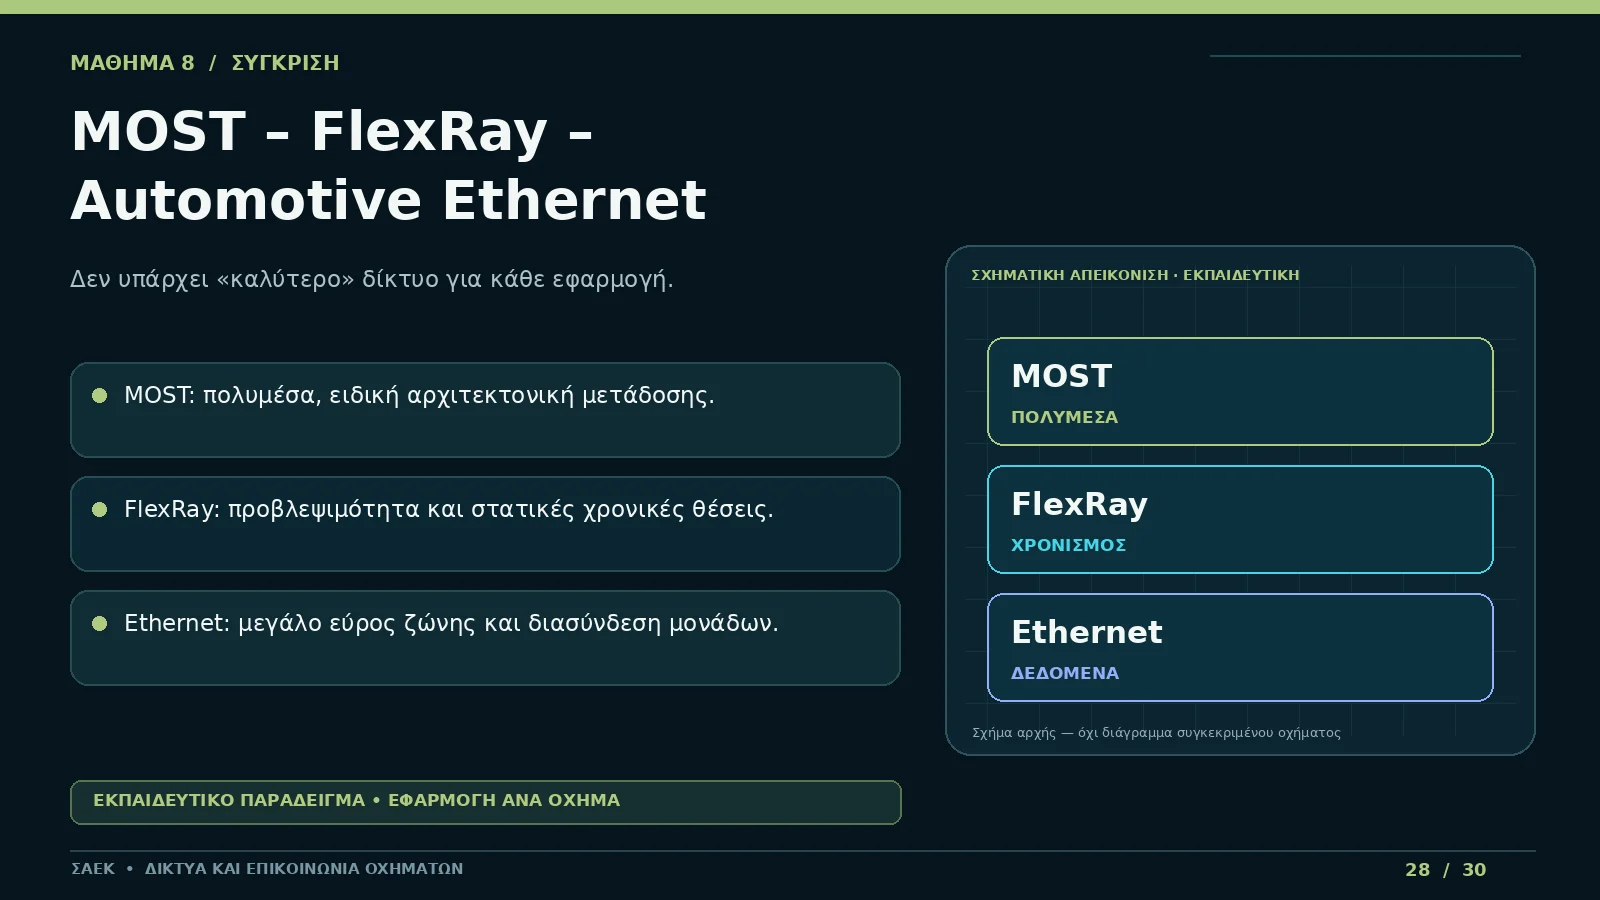 ΜΑΘΗΜΑ 8 / ΣΥΓΚΡΙΣΗ
MOST – FlexRay –
Automotive Ethernet
Δεν υπάρχει «καλύτερο» δίκτυο για κάθε εφαρμογή.
MOST: πολυμέσα, ειδική αρχιτεκτονική μετάδοσης.
FlexRay: προβλεψιμότητα και στατικές χρονικές θέσεις.
Ethernet: μεγάλο εύρος ζώνης και διασύνδεση μονάδων.
ΕΚΠΑΙΔΕΥΤΙΚΟ ΠΑΡΑΔΕΙΓΜΑ • ΕΦΑΡΜΟΓΗ ΑΝΑ ΟΧΗΜΑ
ΣΧΗΜΑΤΙΚΗ ΑΠΕΙΚΟΝΙΣΗ · ΕΚΠΑΙΔΕΥΤΙΚΗ
MOST
ΠΟΛΥΜΕΣΑ
FlexRay
ΧΡΟΝΙΣΜΟΣ
Ethernet
ΔΕΔΟΜΕΝΑ
Σχήμα αρχής — όχι διάγραμμα συγκεκριμένου οχήματος
ΣΑΕΚ • ΔΙΚΤΥΑ ΚΑΙ ΕΠΙΚΟΙΝΩΝΙΑ ΟΧΗΜΑΤΩΝ
28 / 30